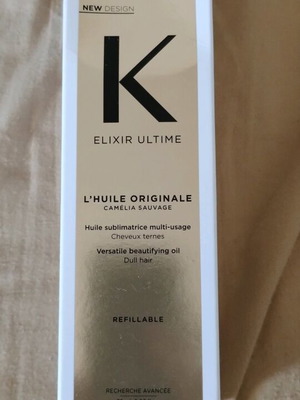 NEW DESIGN
K
ELIXIR ULTIME
L'HUILE ORIGINALE
CAMELIA SAUVAGE
Huile sublimatrice multi-usage
Cheveux ternes
Versatile beautifying oil
Dull hair
REFILLABLE
RECHERCHE AVANCÉE